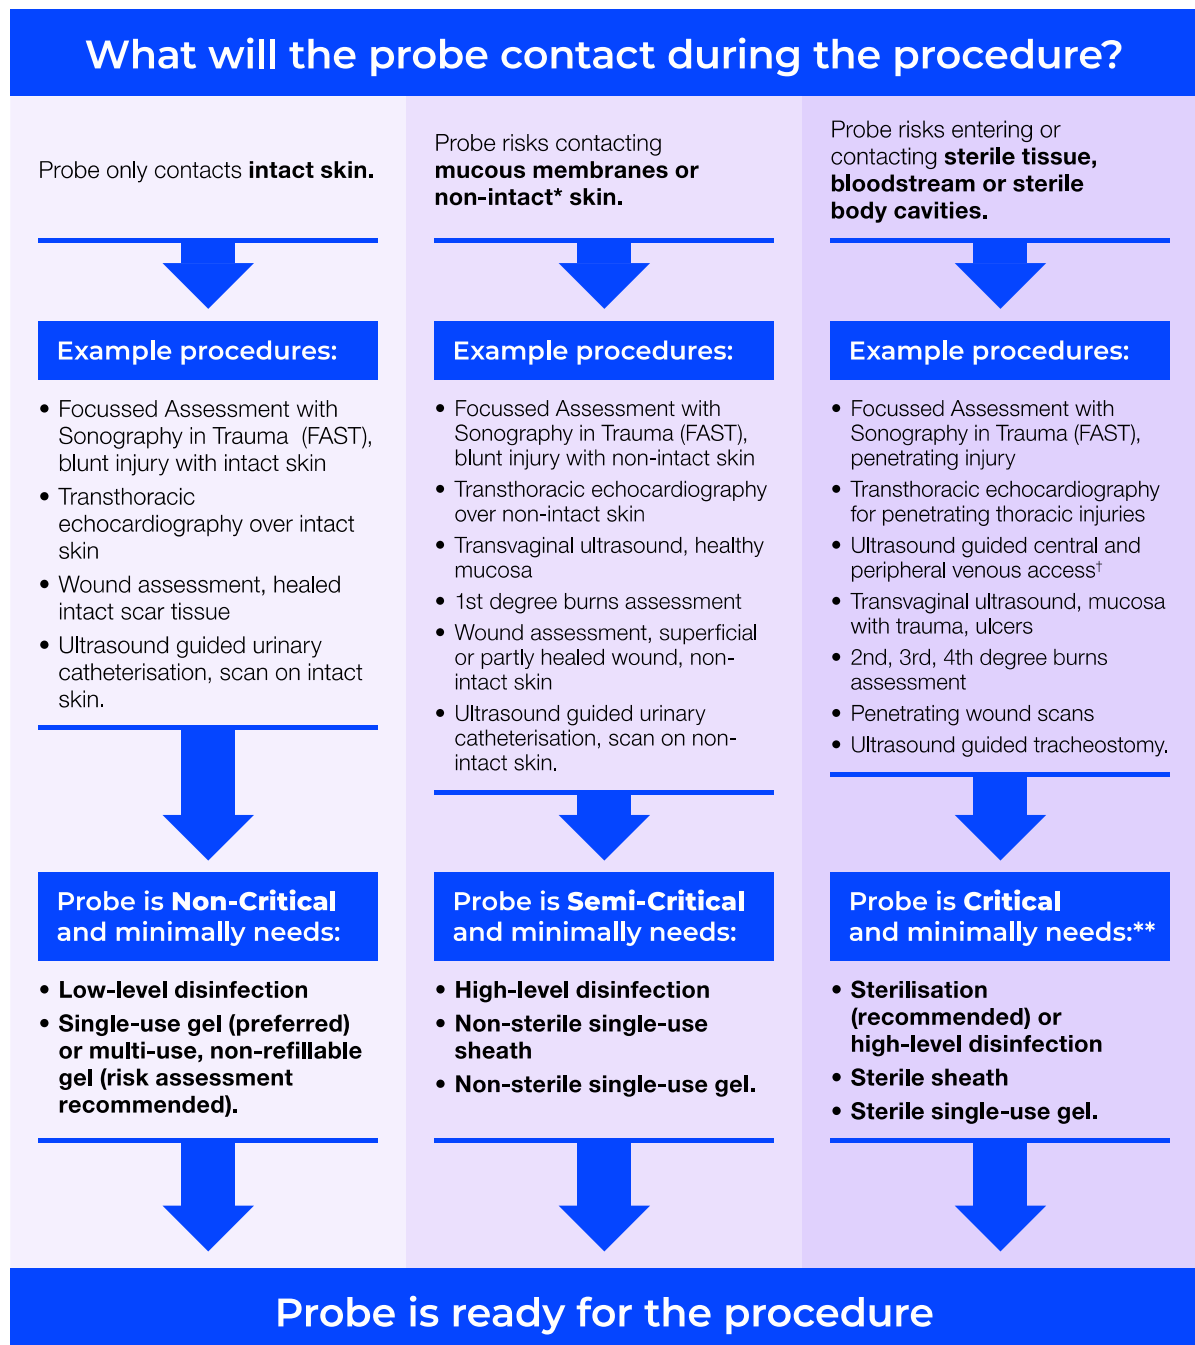 What will the probe contact during the procedure?
Probe only contacts intact skin.
Example procedures:
• Focussed Assessment with
Sonography in Trauma (FAST),
blunt injury with intact skin
• Transthoracic
echocardiography over intact
skin
• Wound assessment, healed
intact scar tissue
• Ultrasound guided urinary
catheterisation, scan on intact
skin.
Probe is Non-Critical
and minimally needs:
• Low-level disinfection
• Single-use gel (preferred)
or multi-use, non-refillable
gel (risk assessment
recommended).
Probe risks contacting
mucous membranes or
non-intact* skin.
Example procedures:
• Focussed Assessment with
Sonography in Trauma (FAST),
blunt injury with non-intact skin
• Transthoracic echocardiography
over non-intact skin
• Transvaginal ultrasound, healthy
mucosa
• 1st degree burns assessment
• Wound assessment, superficial
or partly healed wound, non-
intact skin
• Ultrasound guided urinary
catheterisation, scan on non-
intact skin.
Probe is Semi-Critical
and minimally needs:
• High-level disinfection
• Non-sterile single-use
sheath
• Non-sterile single-use gel.
Probe risks entering or
contacting sterile tissue,
bloodstream or sterile
body cavities.
Example procedures:
• Focussed Assessment with
Sonography in Trauma (FAST),
penetrating injury
• Transthoracic echocardiography
for penetrating thoracic injuries
• Ultrasound guided central and
peripheral venous access†
• Transvaginal ultrasound, mucosa
with trauma, ulcers
• 2nd, 3rd, 4th degree burns
assessment
• Penetrating wound scans
• Ultrasound guided tracheostomy.
Probe is Critical
and minimally needs:**
• Sterilisation
(recommended) or
high-level disinfection
• Sterile sheath
• Sterile single-use gel.
Probe is ready for the procedure